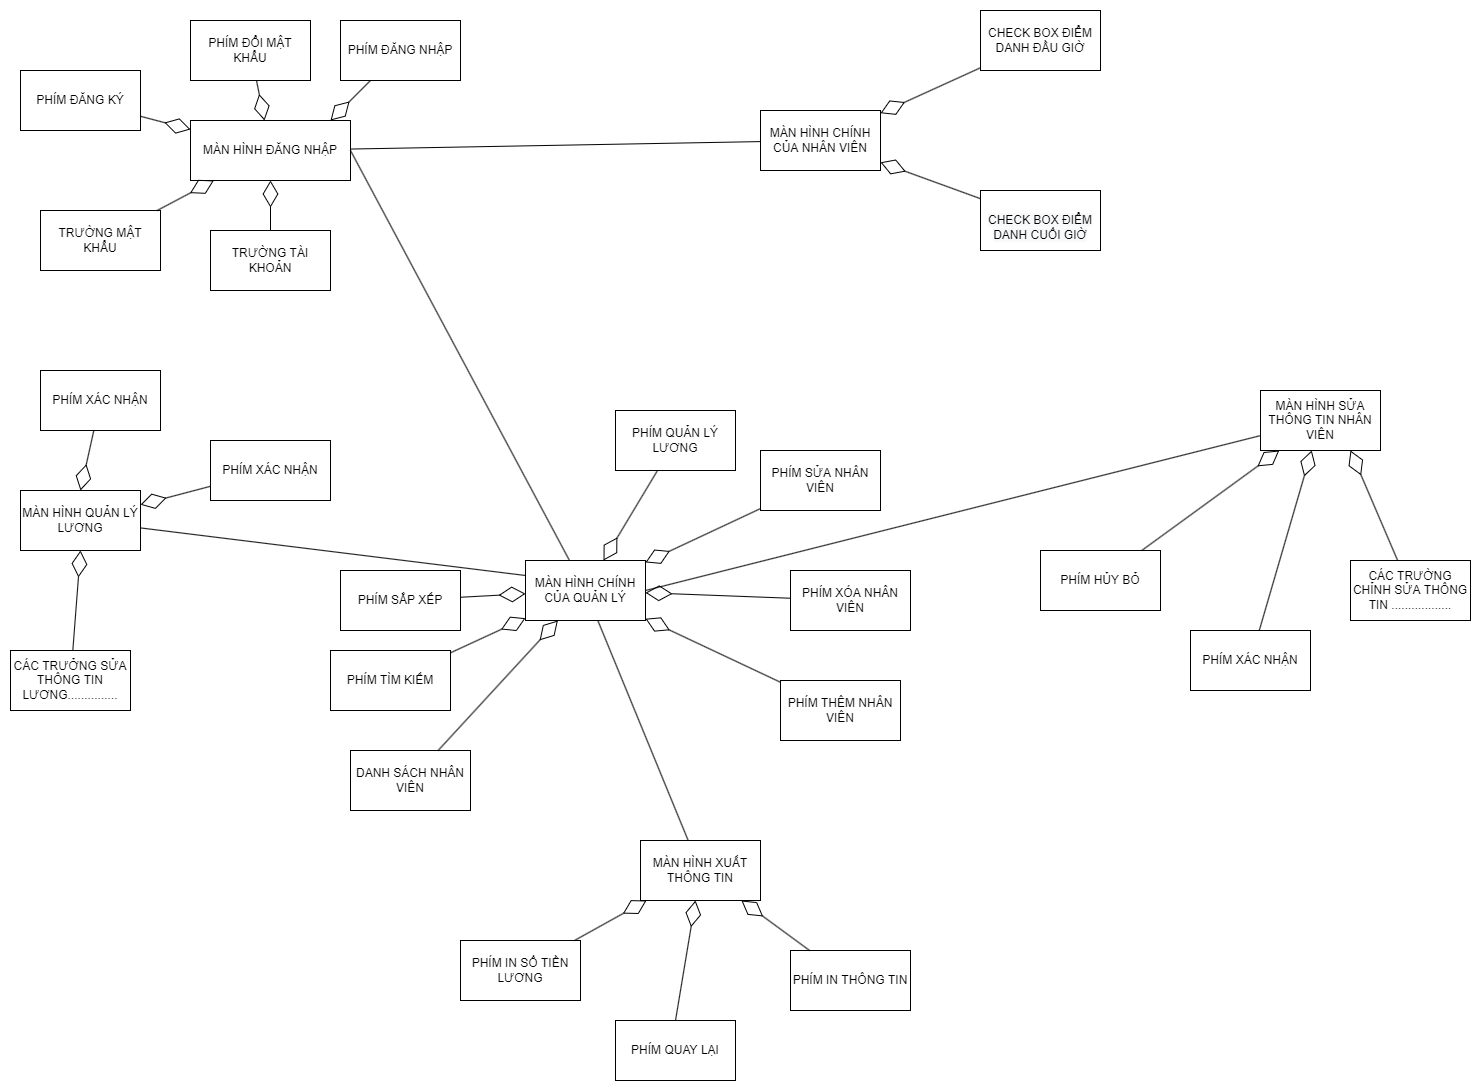 PHÍM ĐỔI MẬT
KHẨU
PHÍM ĐĂNG NHẬP
PHÍM ĐĂNG KÝ
MÀN HÌNH ĐĂNG NHẬP
TRƯỜNG MẬT
KHẨU
TRƯỜNG TÀI
KHOẢN
CHECK BOX ĐIỂM
DANH ĐẦU GIỜ
MÀN HÌNH CHÍNH
CỦA NHÂN VIÊN
CHECK BOX ĐIỂM
DANH CUỐI GIỜ
PHÍM XÁC NHẬN
PHÍM XÁC NHẬN
MÀN HÌNH QUẢN LÝ
LƯƠNG
CÁC TRƯỞNG SỬA
THÔNG TIN
LƯƠNG...............
PHÍM QUẢN LÝ
LƯƠNG
PHÍM SỬA NHÂN
VIÊN
MÀN HÌNH CHÍNH
CỦA QUẢN LÝ
PHÍM SẮP XẾP
PHÍM XÓA NHÂN
VIÊN
PHÍM TÌM KIẾM
PHÍM THÊM NHÂN
VIÊN
DANH SÁCH NHÂN
VIÊN
MÀN HÌNH SỬA
THÔNG TIN NHÂN
VIÊN
PHÍM HỦY BỎ
PHÍM XÁC NHẬN
CÁC TRƯỜNG
CHỈNH SỬA THÔNG
TIN ..................
MÀN HÌNH XUẤT
THÔNG TIN
PHÍM IN SỐ TIỀN
LƯƠNG
PHÍM IN THÔNG TIN
PHÍM QUAY LẠI